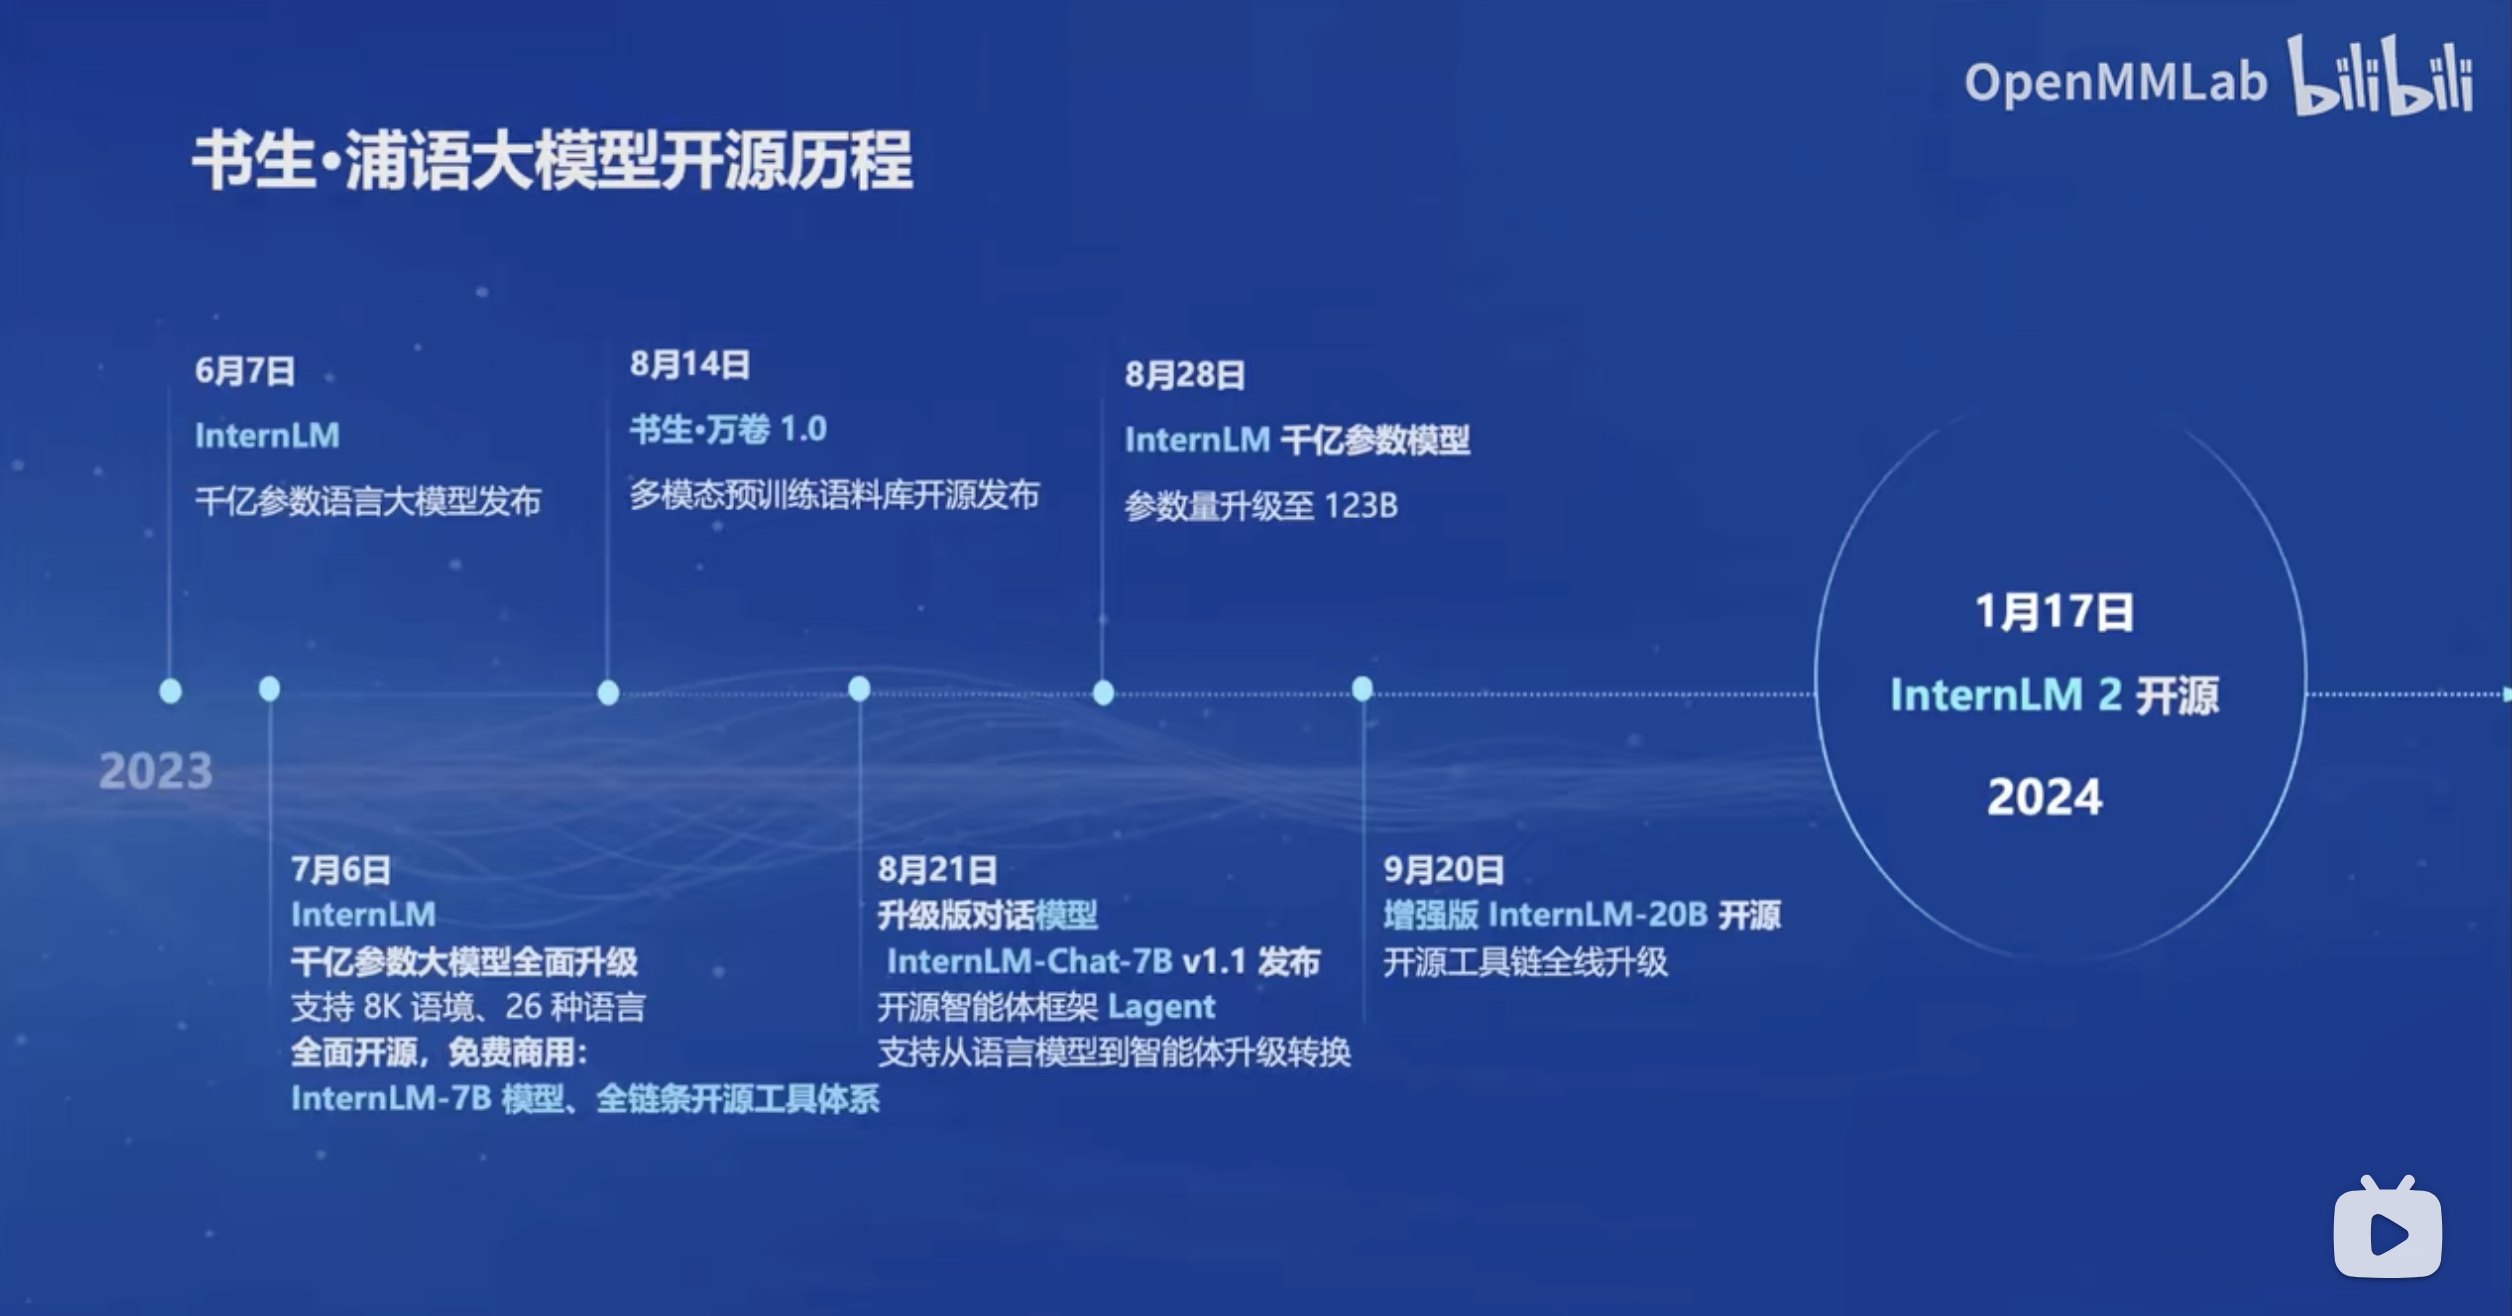 OpenMMLab bilibili
书生•浦语大模型开源历程
6月7日
InternLM
千亿参数语言大模型发布
8月14日
书生•万卷 1.0
多模态预训练语料库开源发布
8月28日
InternLM 千亿参数模型
参数量升级至 123B
2023
7月6日
InternLM
千亿参数大模型全面升级
支持 8K 语境、26 种语言
全面开源，免费商用：
InternLM-7B 模型、全链条开源工具体系
8月21日
升级版对话模型
InternLM-Chat-7B v1.1 发布
开源智能体框架 Lagent
支持从语言模型到智能体升级转换
9月20日
增强版 InternLM-20B 开源
开源工具链全线升级
1月17日
InternLM 2 开源
2024